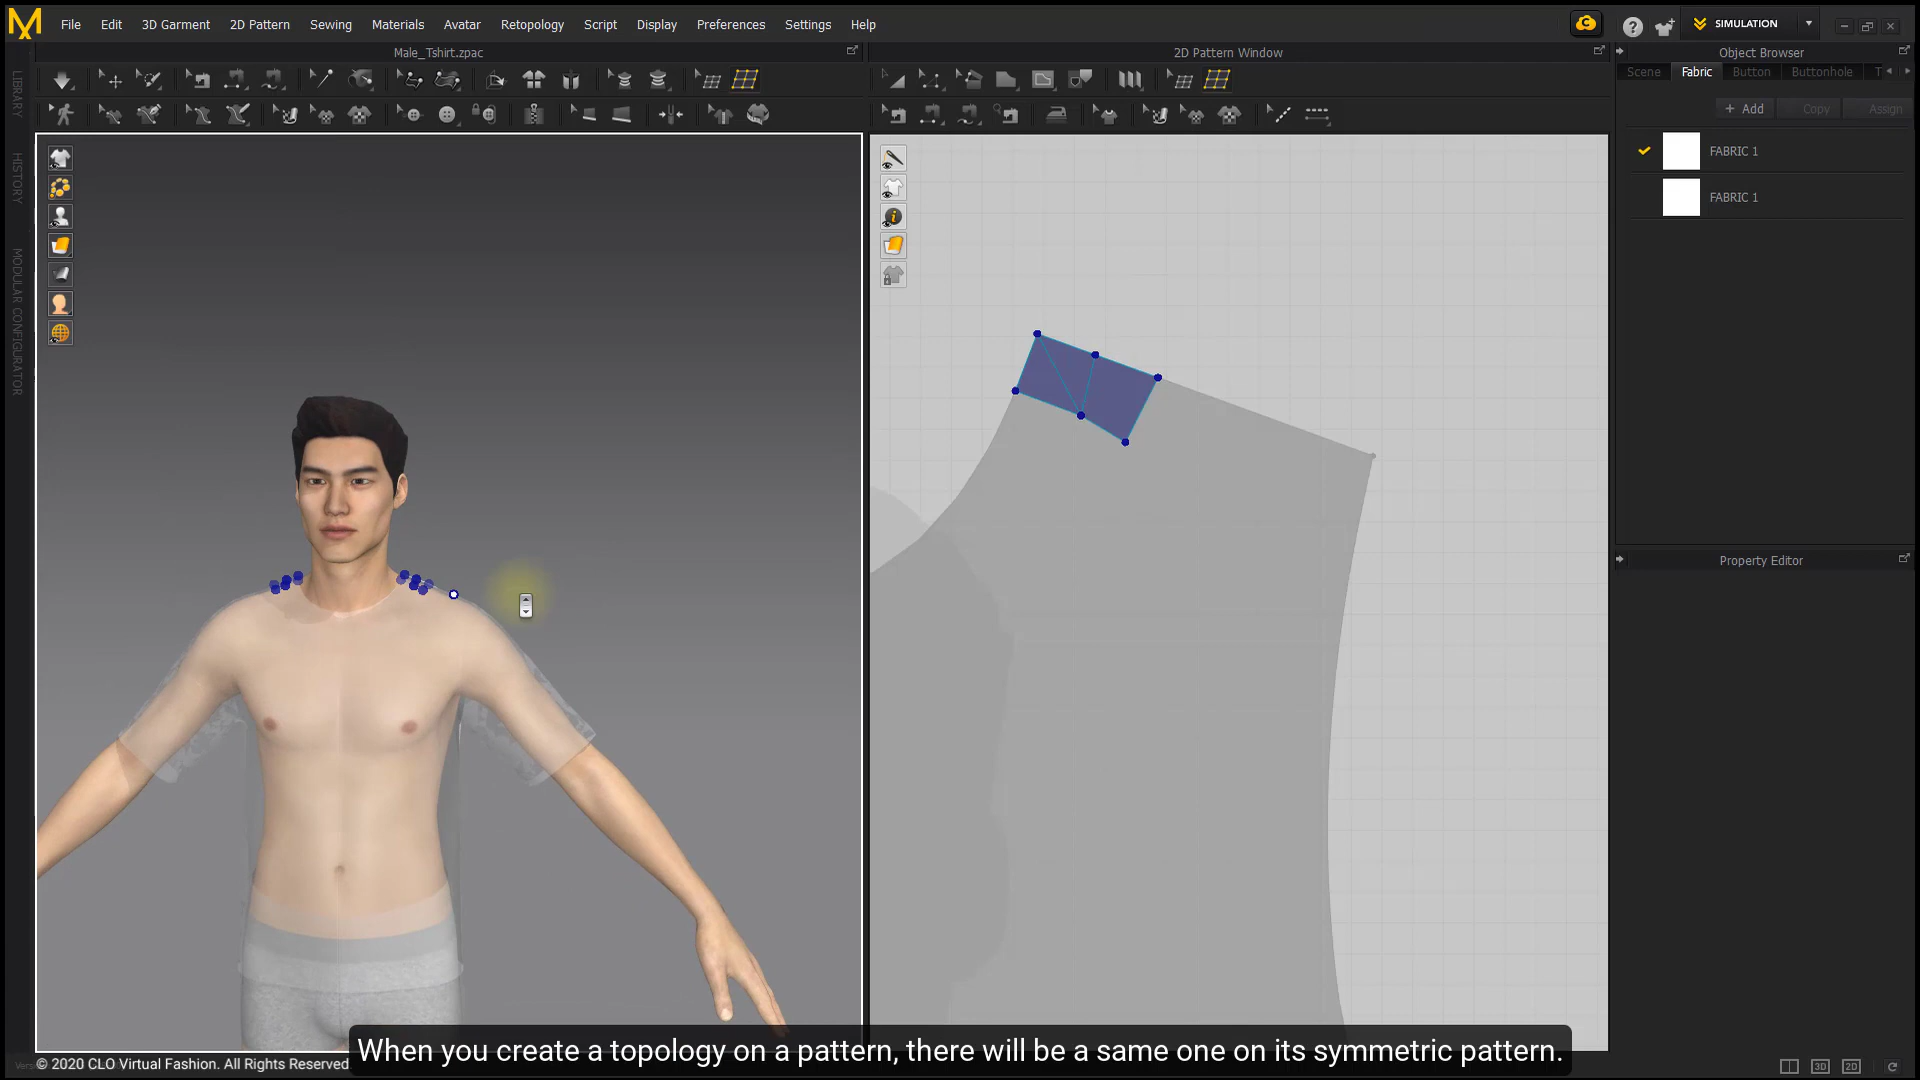 File Edit 3D Garment 2D Pattern Sewing Materials Avatar Retopology Script Display Preferences Settings Help
SIMULATION
Male_Tshirt.zpac
2D Pattern Window
Object Browser
Scene Fabric Button Buttonhole T
+ Add Copy Assign
FABRIC 1
FABRIC 1
LIBRARY
HISTORY
MODULAR CONFIGURATOR
Property Editor
When you create a topology on a pattern, there will be a same one on its symmetric pattern.
© 2020 CLO Virtual Fashion. All Rights Reserved.
3D 2D